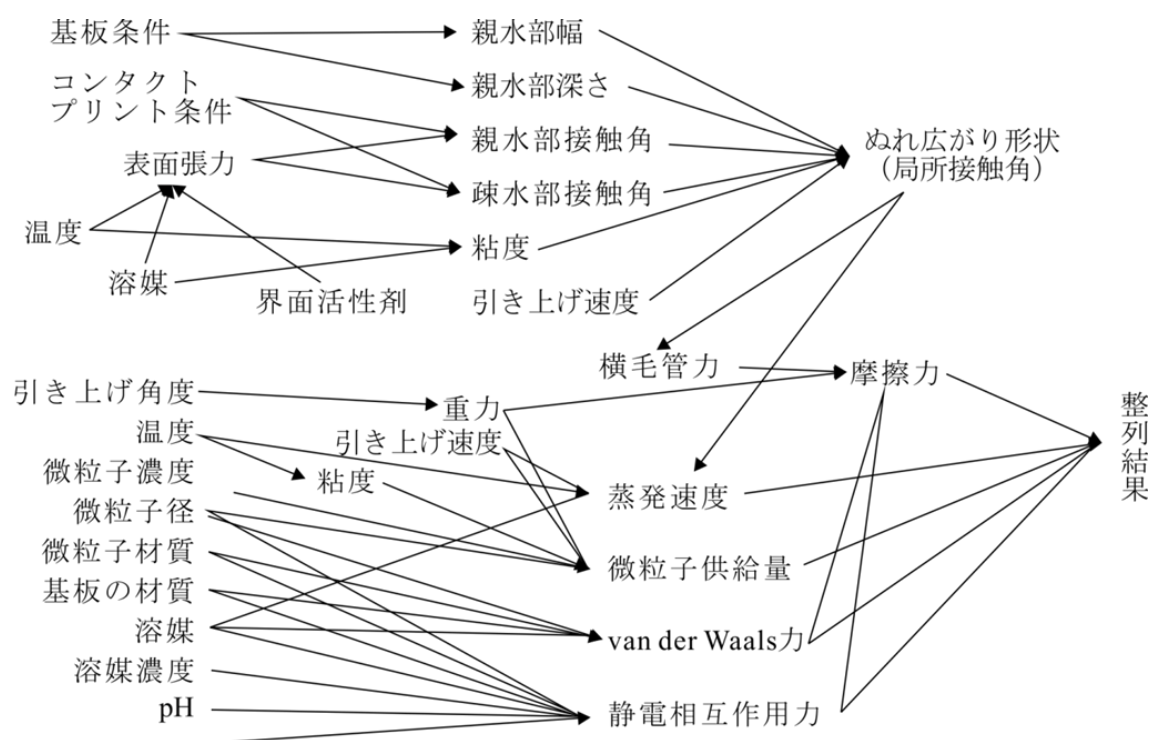 基板条件
コンタクト
プリント条件
表面張力
温度
溶媒
界面活性剤
親水部幅
親水部深さ
親水部接触角
疎水部接触角
粘度
引き上げ速度
ぬれ広がり形状
（局所接触角）
横毛管力
摩擦力
引き上げ角度
重力
温度
引き上げ速度
微粒子濃度
粘度
微粒子径
微粒子材質
基板の材質
溶媒
溶媒濃度
pH
蒸発速度
微粒子供給量
van der Waals力
静電相互作用力
整列結果